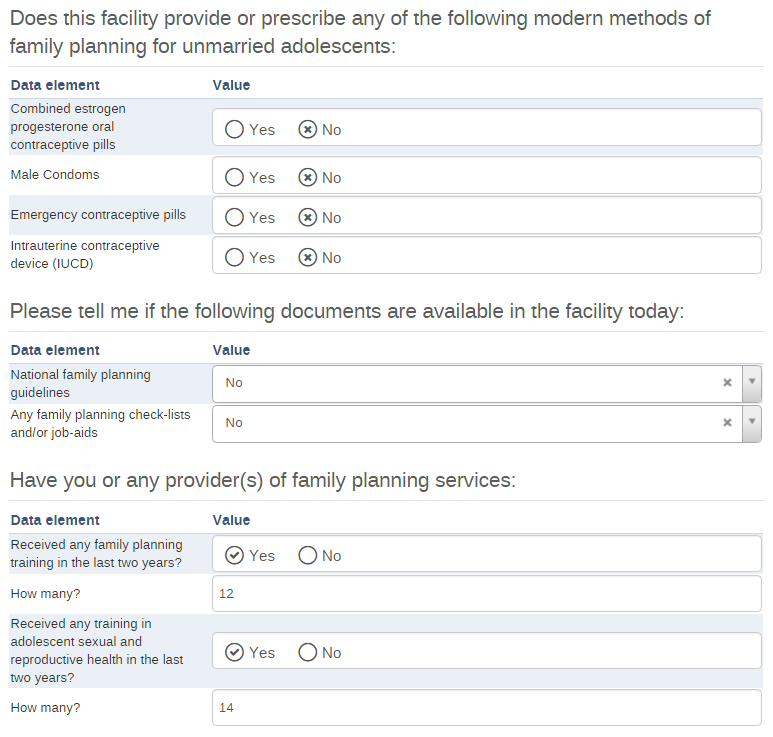 Does this facility provide or prescribe any of the following modern methods of
family planning for unmarried adolescents:
Data element Value
Combined estrogen
progesterone oral
contraceptive pills
Yes No
Male Condoms Yes No
Emergency contraceptive pills Yes No
Intrauterine contraceptive
device (IUCD)
Yes No
Please tell me if the following documents are available in the facility today:
Data element Value
National family planning
guidelines
No
Any family planning check-lists
and/or job-aids
No
Have you or any provider(s) of family planning services:
Data element Value
Received any family planning
training in the last two years?
Yes No
How many? 12
Received any training in
adolescent sexual and
reproductive health in the last
two years?
Yes No
How many? 14